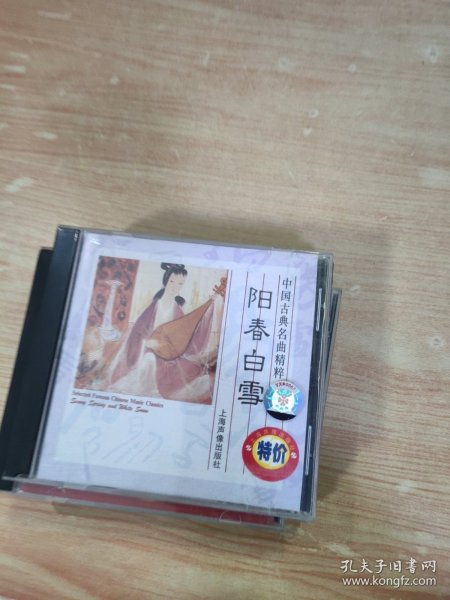 中国古典名曲精粹
阳春白雪
Selected Famous Chinese Music Classics
Sunny Spring and White Snow
上海声像出版社
特价
孔夫子旧书网
www.kongfz.com